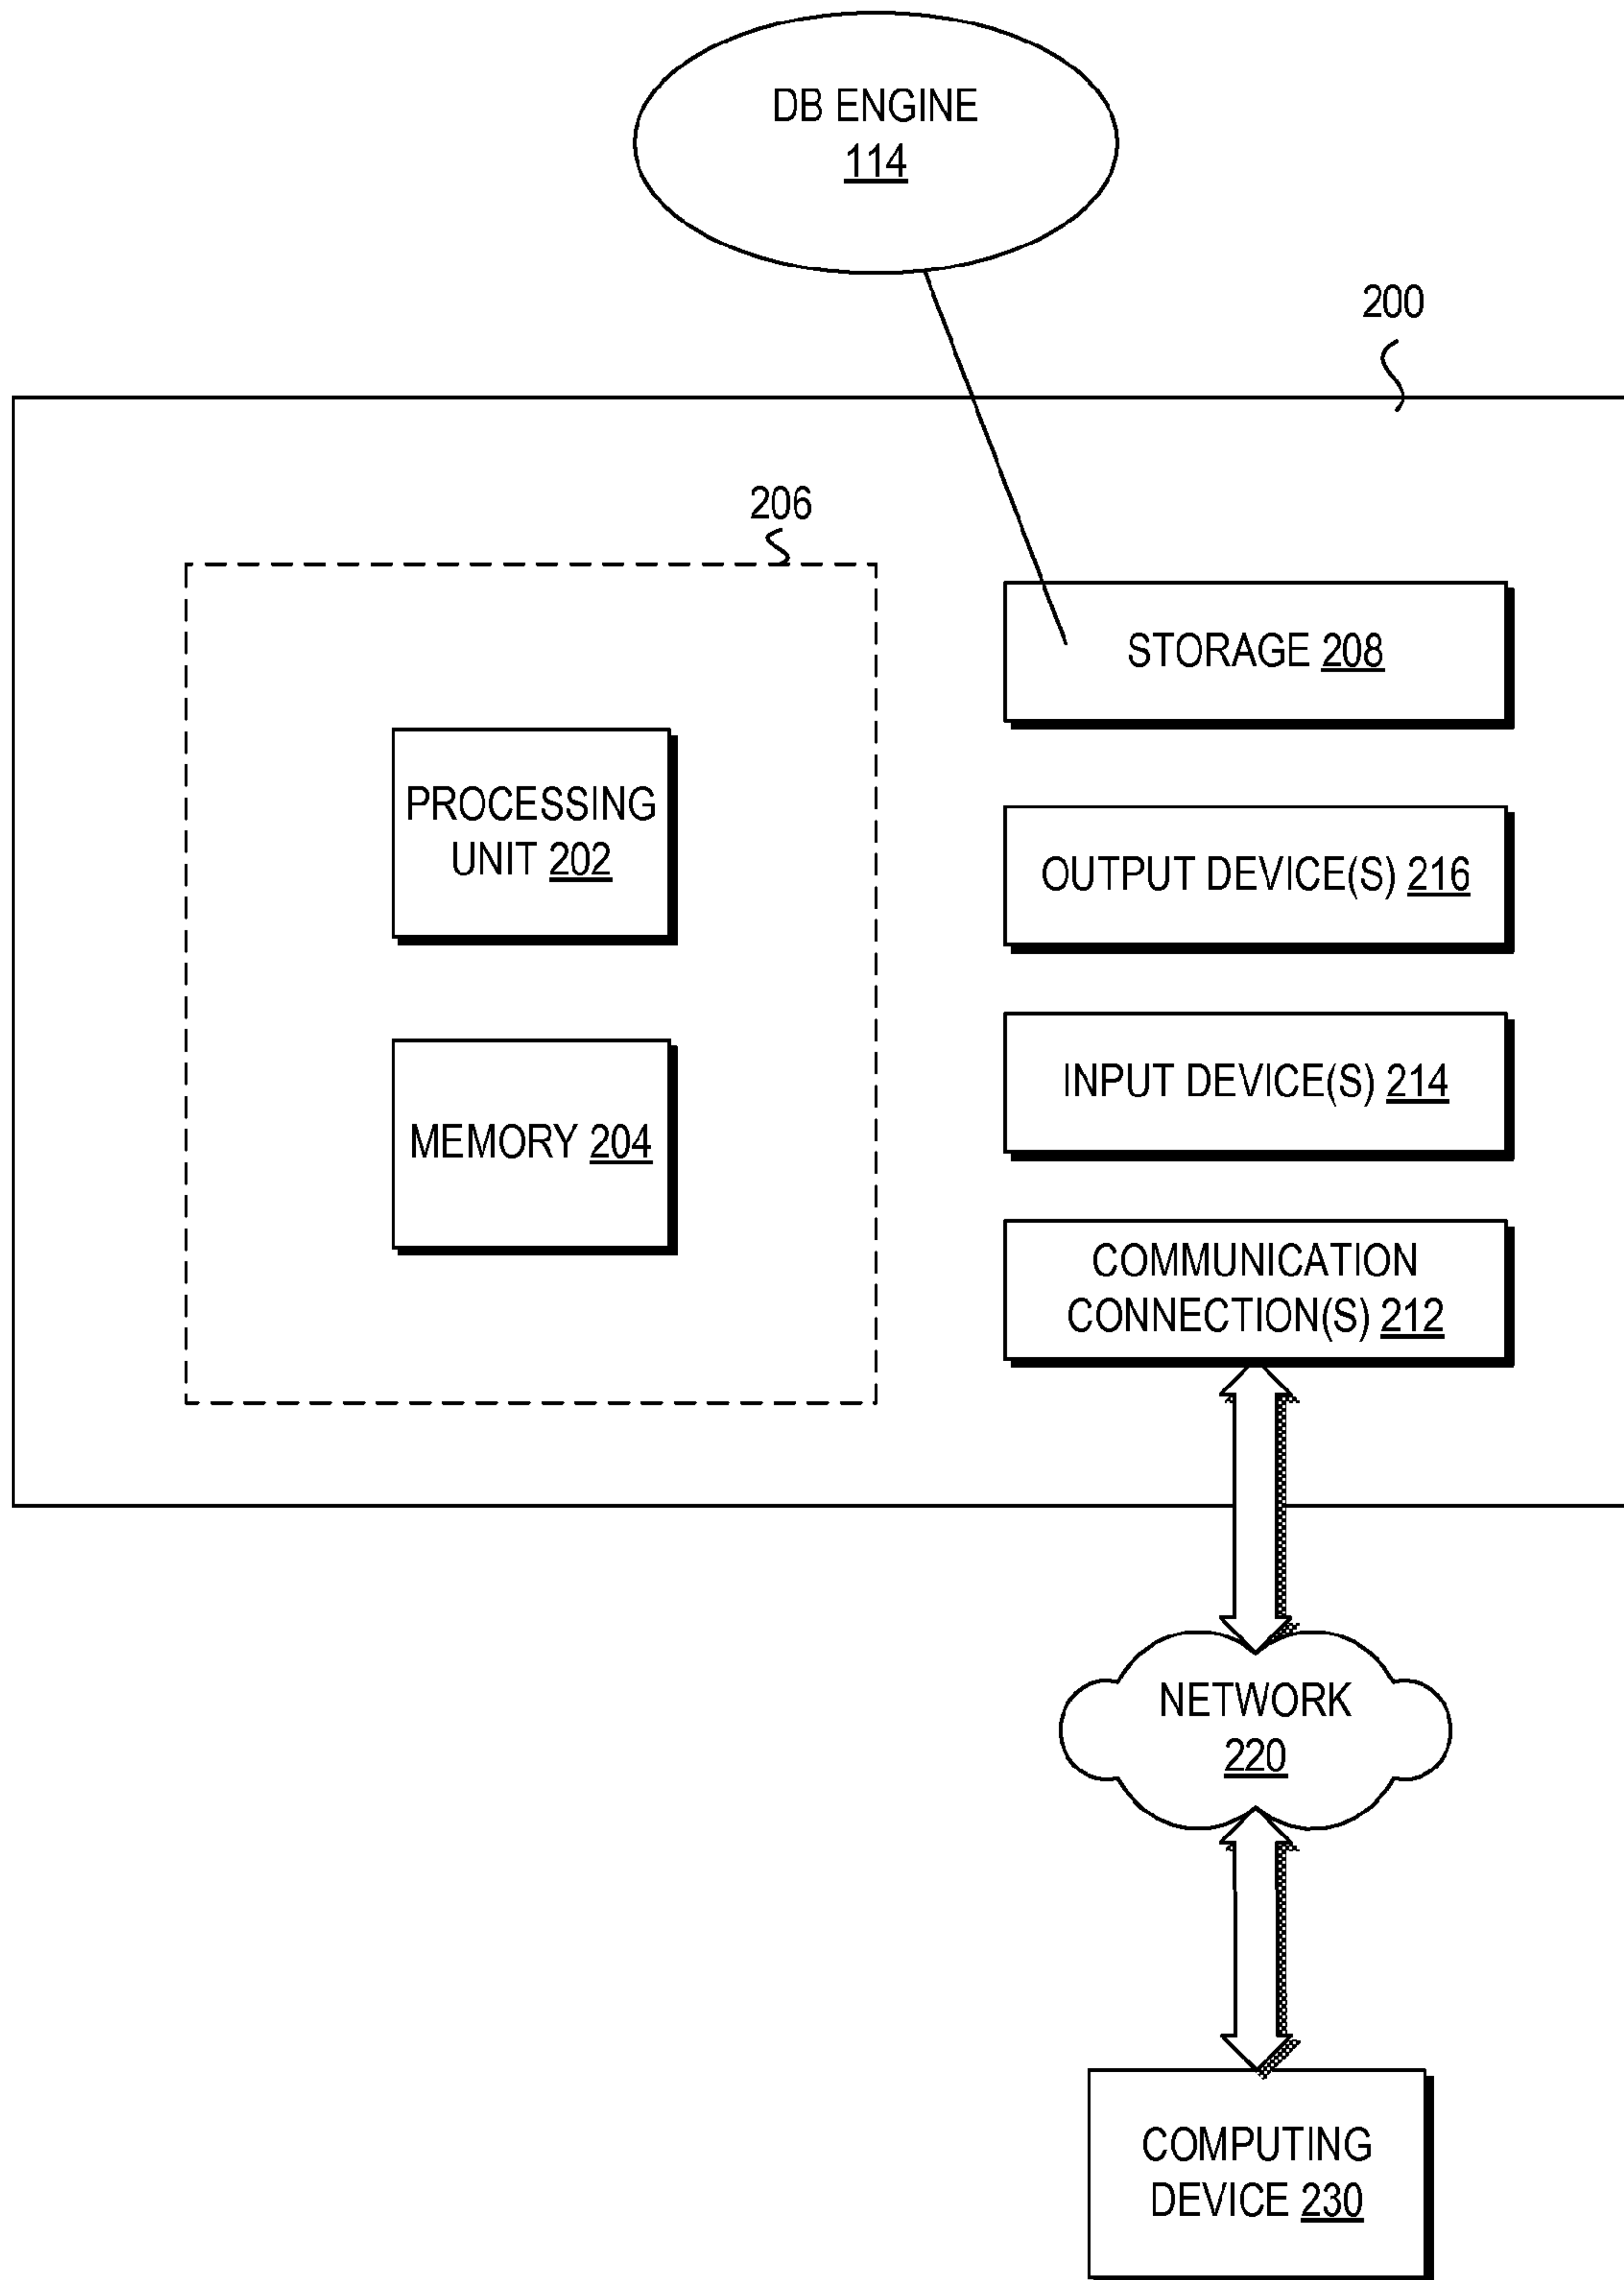 DB ENGINE
114
200
206
STORAGE 208
PROCESSING
UNIT 202
OUTPUT DEVICE(S) 216
INPUT DEVICE(S) 214
MEMORY 204
COMMUNICATION
CONNECTION(S) 212
NETWORK
220
COMPUTING
DEVICE 230